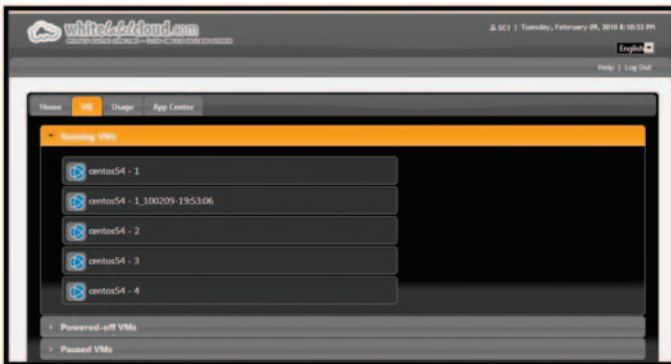 whitelabelcloud.com
SC1 | Tuesday, February 09, 2010 8:10:53 PM
English
Help | Log Out
Home VM Usage App Center
Running VMs
centos54 - 1
centos54 - 1_100209-19:53:06
centos54 - 2
centos54 - 3
centos54 - 4
Powered-off VMs
Paused VMs